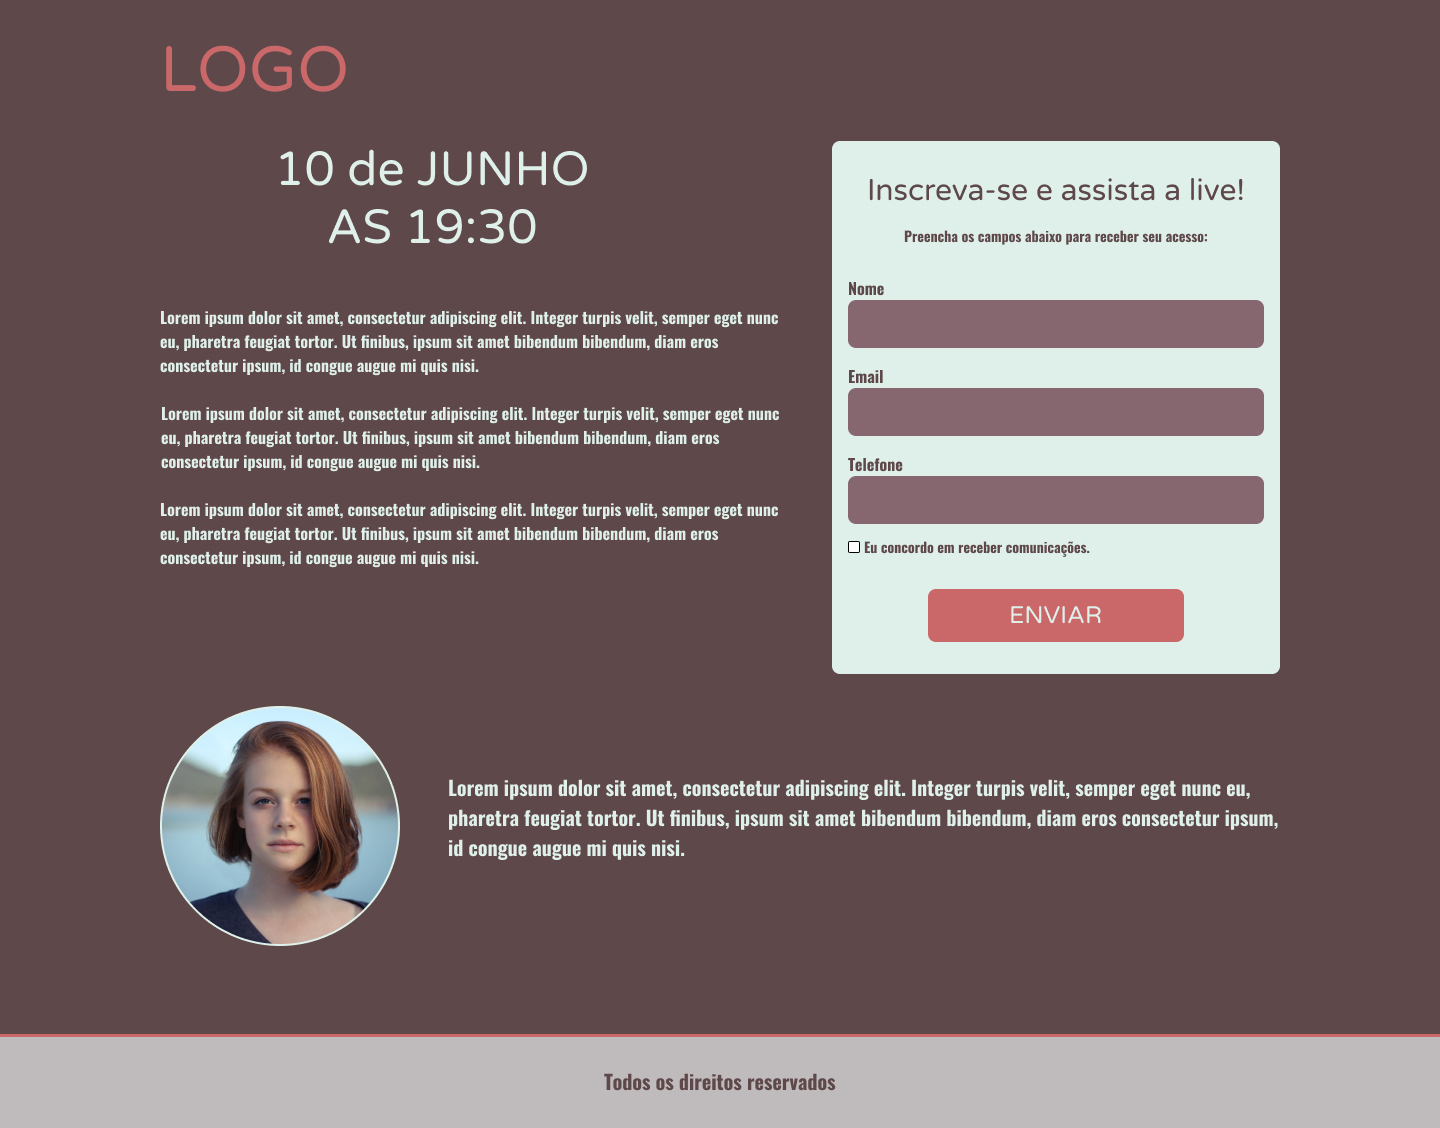 LOGO
10 de JUNHO
AS 19:30
Lorem ipsum dolor sit amet, consectetur adipiscing elit. Integer turpis velit, semper eget nunc
eu, pharetra feugiat tortor. Ut finibus, ipsum sit amet bibendum bibendum, diam eros
consectetur ipsum, id congue augue mi quis nisi.
Lorem ipsum dolor sit amet, consectetur adipiscing elit. Integer turpis velit, semper eget nunc
eu, pharetra feugiat tortor. Ut finibus, ipsum sit amet bibendum bibendum, diam eros
consectetur ipsum, id congue augue mi quis nisi.
Lorem ipsum dolor sit amet, consectetur adipiscing elit. Integer turpis velit, semper eget nunc
eu, pharetra feugiat tortor. Ut finibus, ipsum sit amet bibendum bibendum, diam eros
consectetur ipsum, id congue augue mi quis nisi.
Inscreva-se e assista a live!
Preencha os campos abaixo para receber seu acesso:
Nome
Email
Telefone
Eu concordo em receber comunicações.
ENVIAR
Lorem ipsum dolor sit amet, consectetur adipiscing elit. Integer turpis velit, semper eget nunc eu,
pharetra feugiat tortor. Ut finibus, ipsum sit amet bibendum bibendum, diam eros consectetur ipsum,
id congue augue mi quis nisi.
Todos os direitos reservados